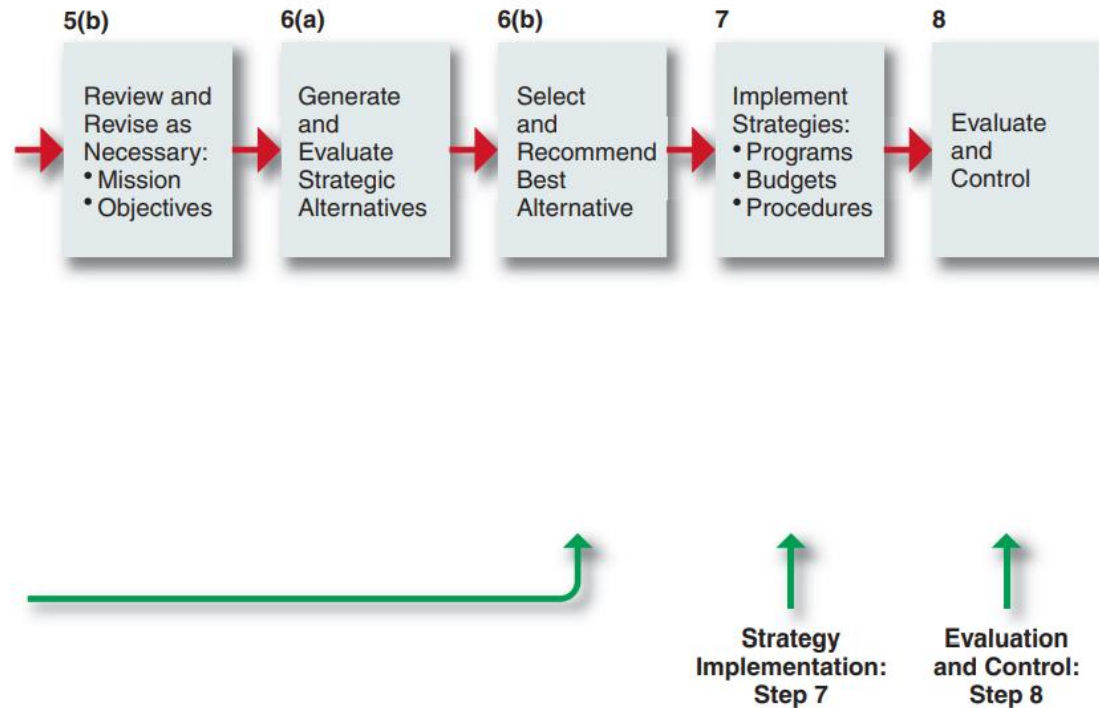 5(b)
Review and
Revise as
Necessary:
• Mission
• Objectives
6(a)
Generate
and
Evaluate
Strategic
Alternatives
6(b)
Select
and
Recommend
Best
Alternative
7
Implement
Strategies:
• Programs
• Budgets
• Procedures
8
Evaluate
and
Control
Strategy
Implementation:
Step 7
Evaluation
and Control:
Step 8